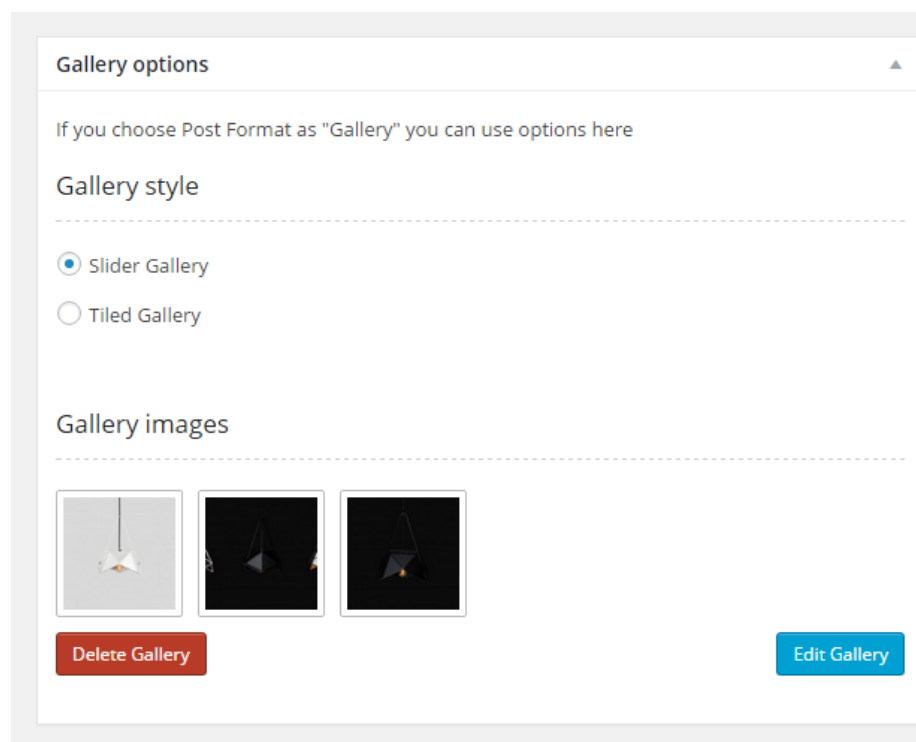 Gallery options
If you choose Post Format as "Gallery" you can use options here
Gallery style
Slider Gallery
Tiled Gallery
Gallery images
Delete Gallery
Edit Gallery